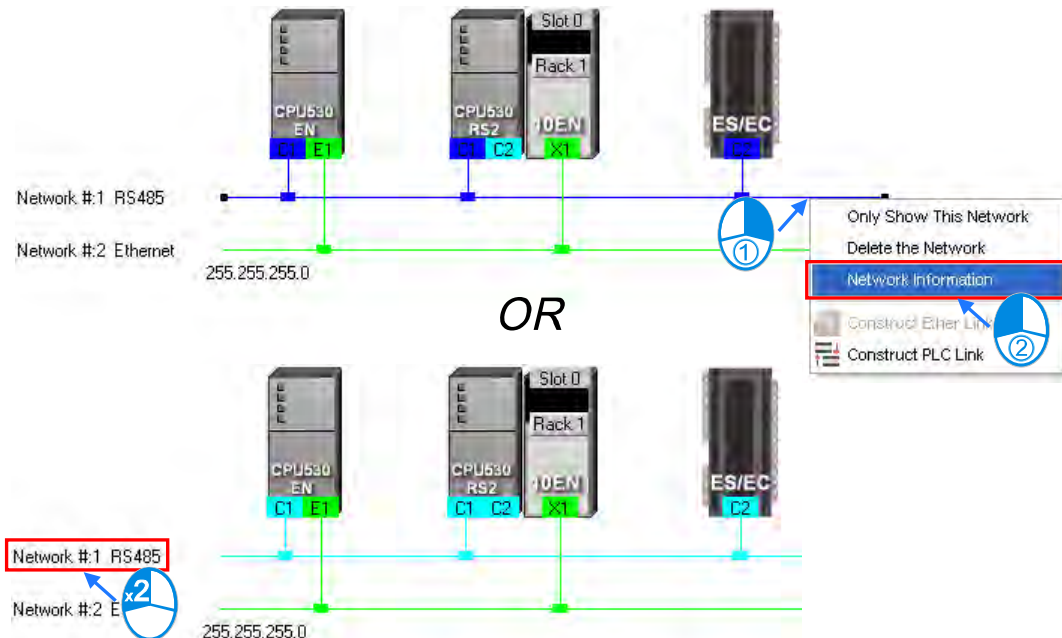 Slot 0
Rack 1
CPU530
EN
CPU530
RS2
10EN
ES/EC
C1 E1
C1 C2
X1
C2
Network #:1 RS485
Network #:2 Ethernet
255.255.255.0
①
Only Show This Network
Delete the Network
Network Information
Construct Ether Link
Construct PLC Link
②
OR
Slot 0
Rack 1
CPU530
EN
CPU530
RS2
10EN
ES/EC
C1 E1
C1 C2
X1
C2
Network #:1 RS485
x2
Network #:2 E
255.255.255.0